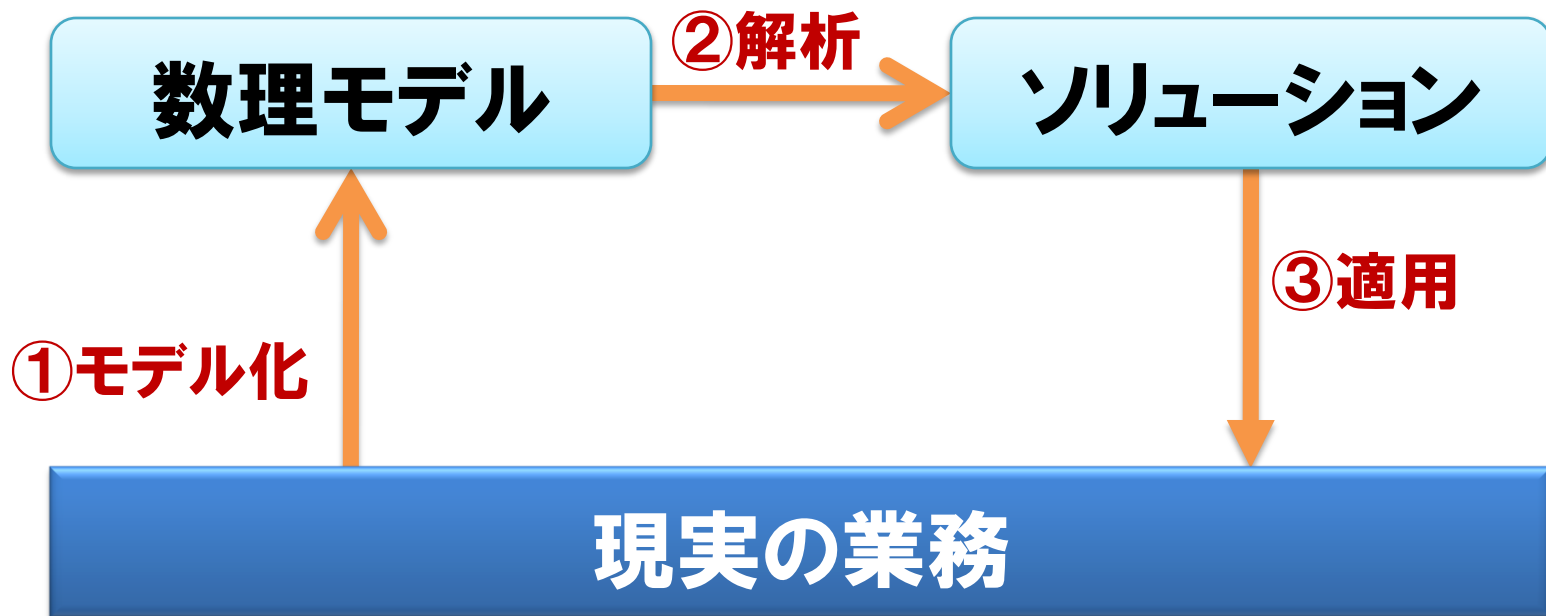 数理モデル
②解析
ソリューション
①モデル化
③適用
現実の業務